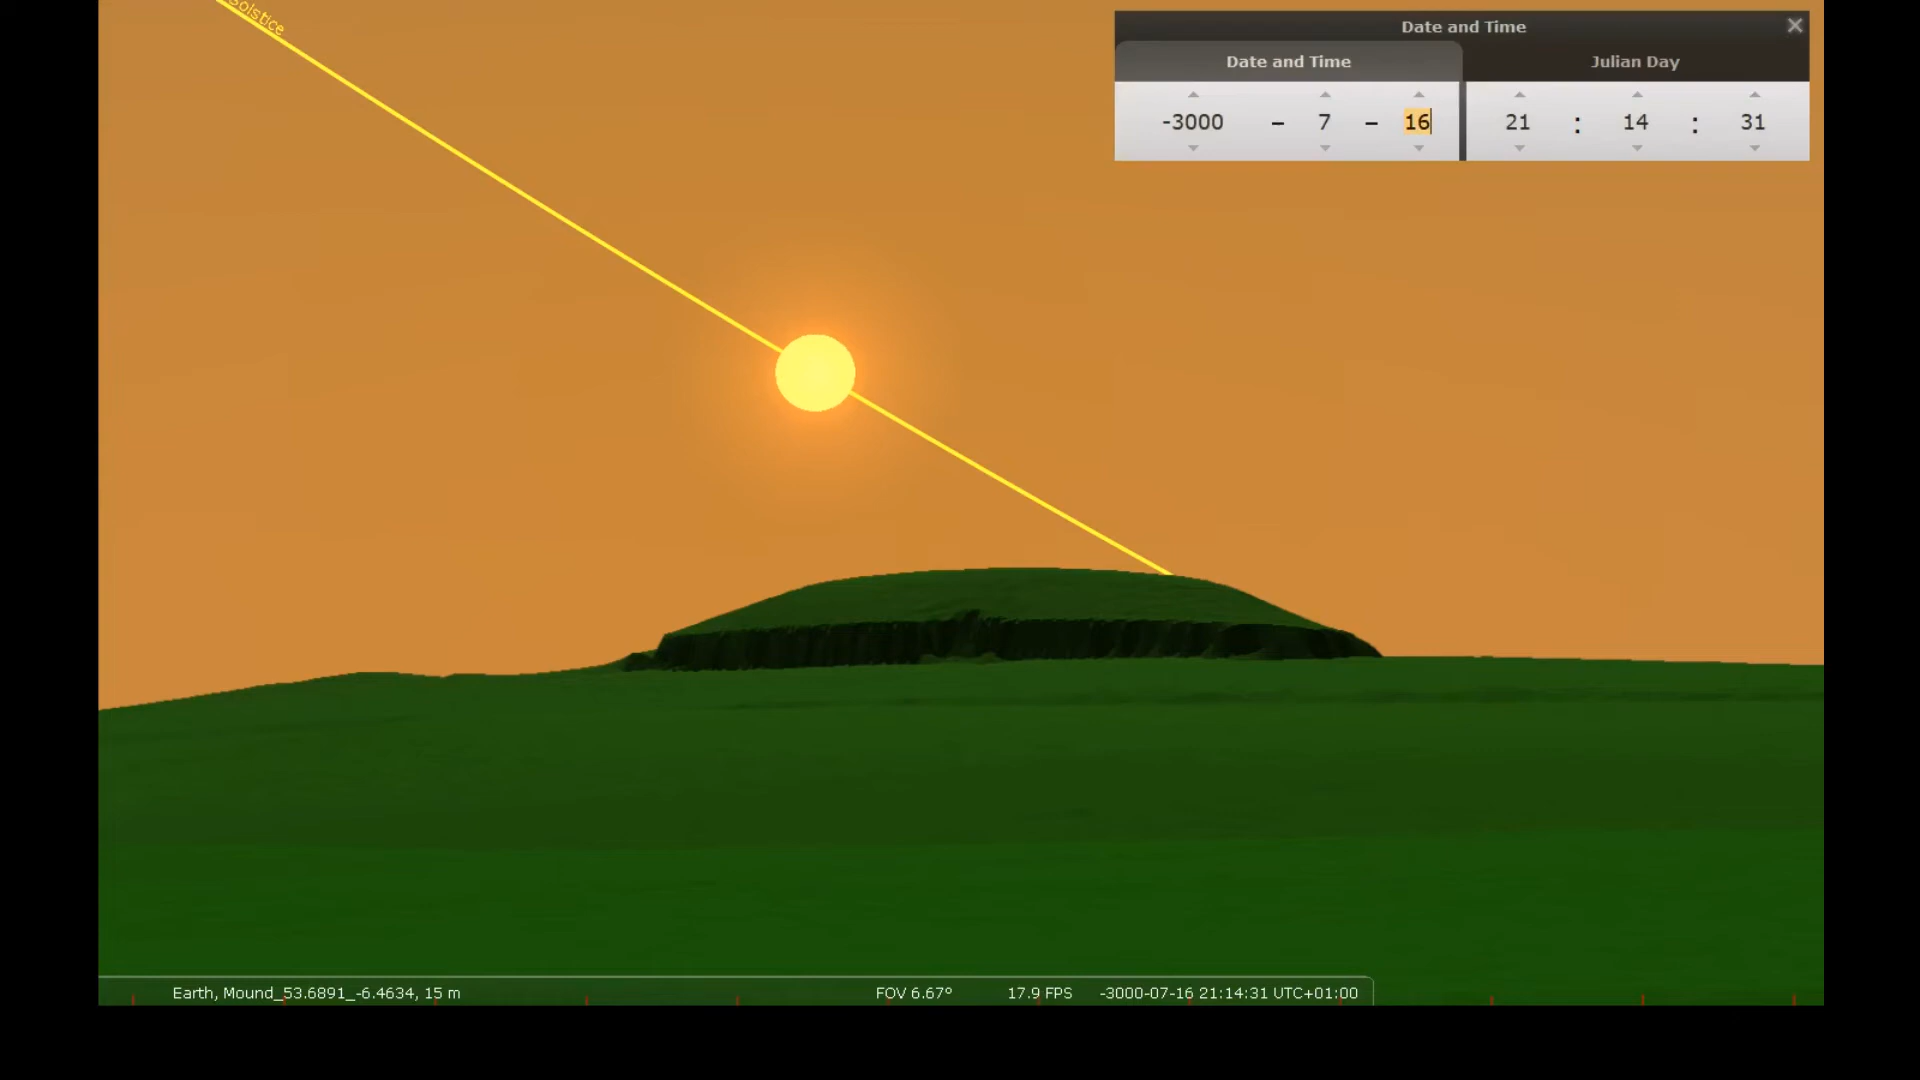 solstice
Date and Time
Date and Time Julian Day
-3000 - 7 - 16 21 : 14 : 31
Earth, Mound_53.6891_-6.4634, 15 m FOV 6.67° 17.9 FPS -3000-07-16 21:14:31 UTC+01:00